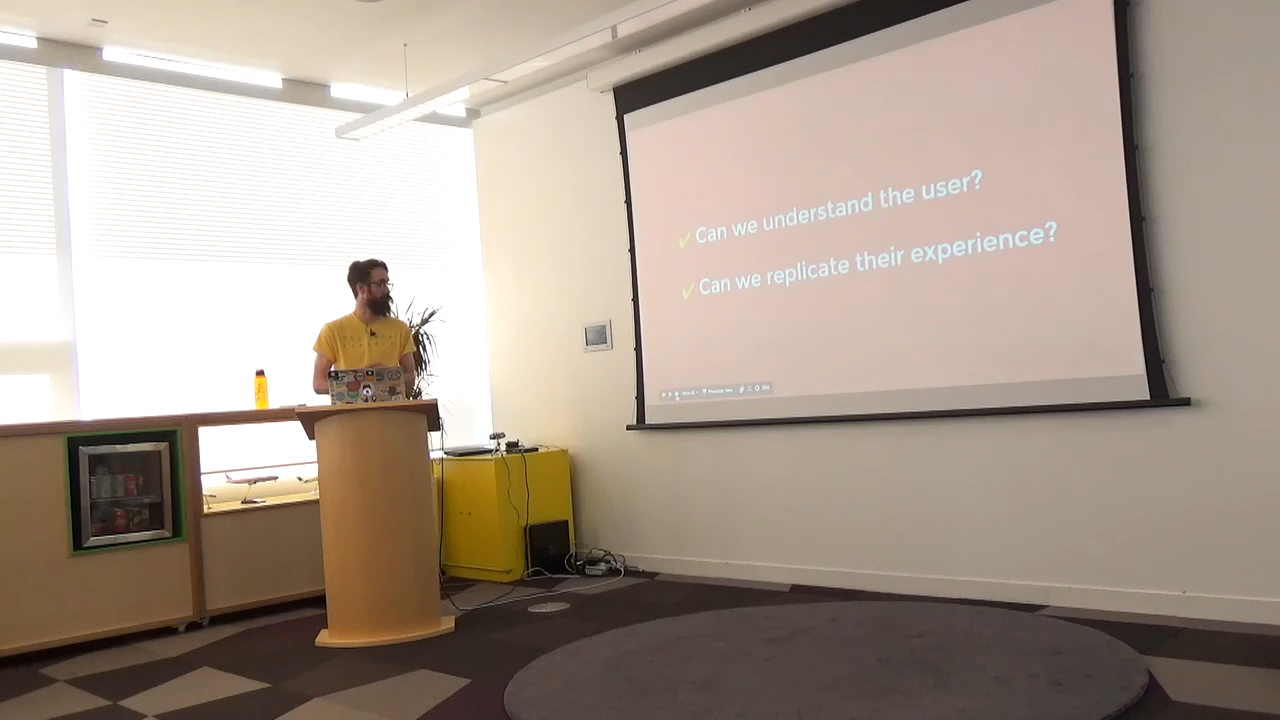 ✓ Can we understand the user?
✓ Can we replicate their experience?